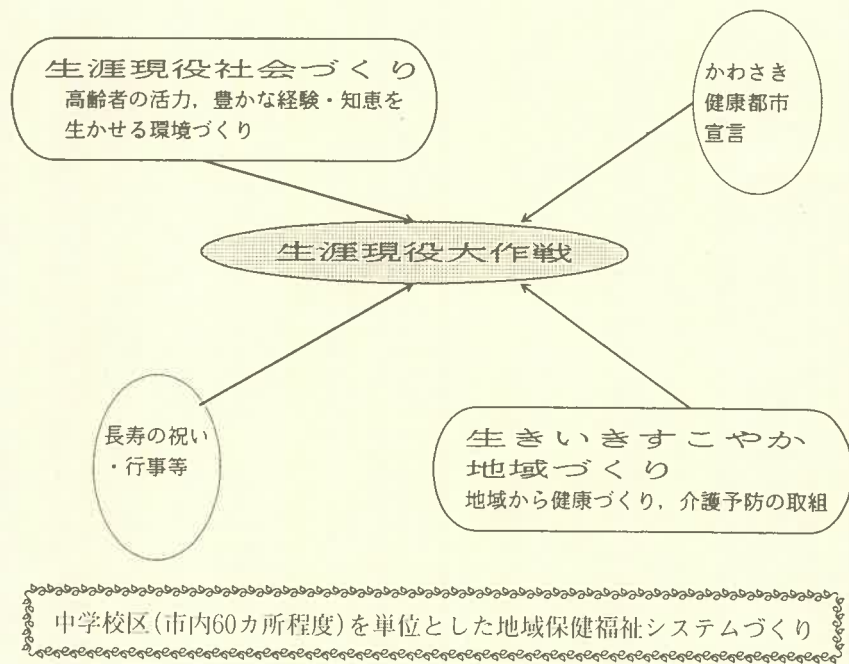 生涯現役社会づくり
高齢者の活力，豊かな経験・知恵を
生かせる環境づくり
かわさき
健康都市
宣言
生涯現役大作戦
長寿の祝い
・行事等
生きいきすこやか
地域づくり
地域から健康づくり，介護予防の取組
中学校区(市内60カ所程度)を単位とした地域保健福祉システムづくり